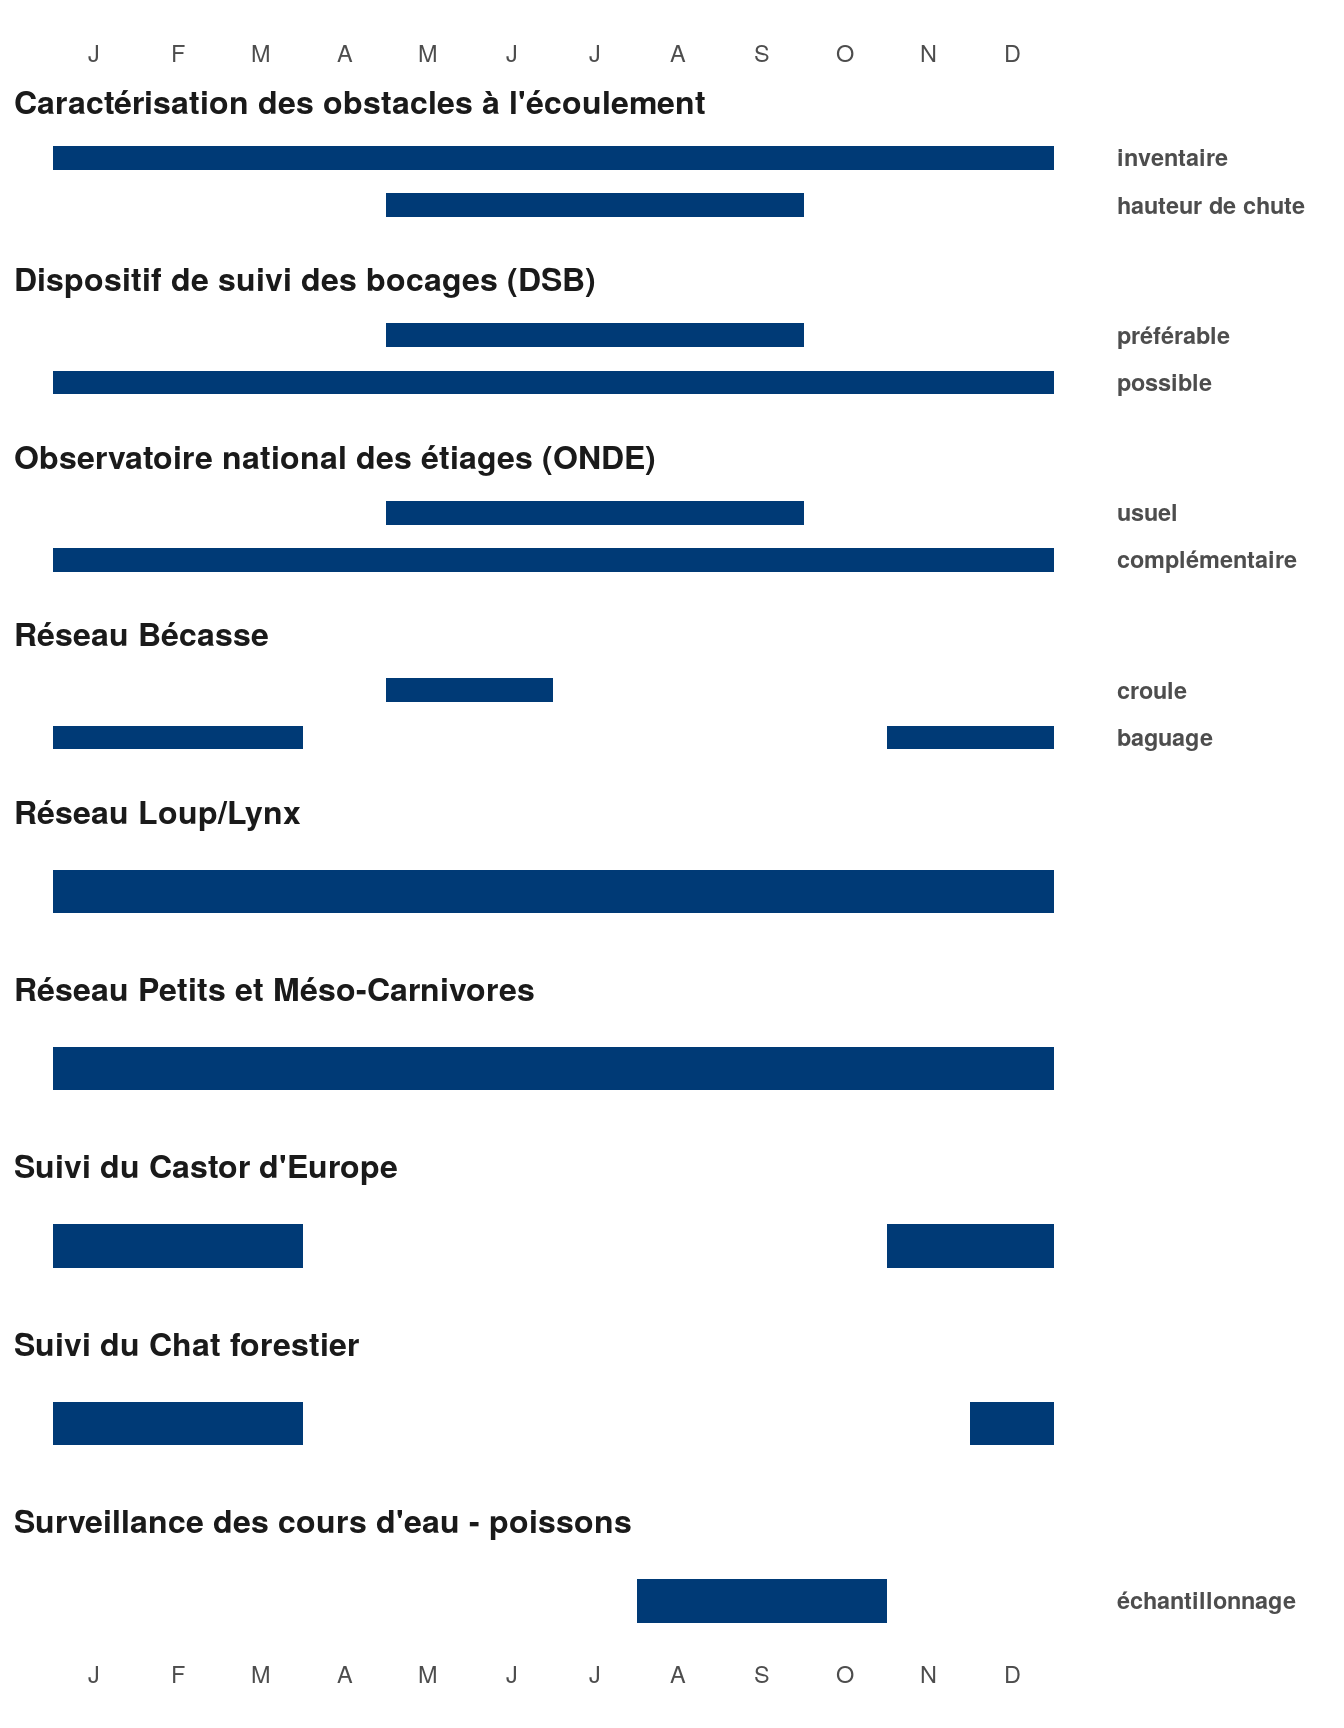 J F M A M J J A S O N D
Caractérisation des obstacles à l'écoulement
inventaire
hauteur de chute
Dispositif de suivi des bocages (DSB)
préférable
possible
Observatoire national des étiages (ONDE)
usuel
complémentaire
Réseau Bécasse
croule
baguage
Réseau Loup/Lynx
Réseau Petits et Méso-Carnivores
Suivi du Castor d'Europe
Suivi du Chat forestier
Surveillance des cours d'eau - poissons
échantillonnage
J F M A M J J A S O N D